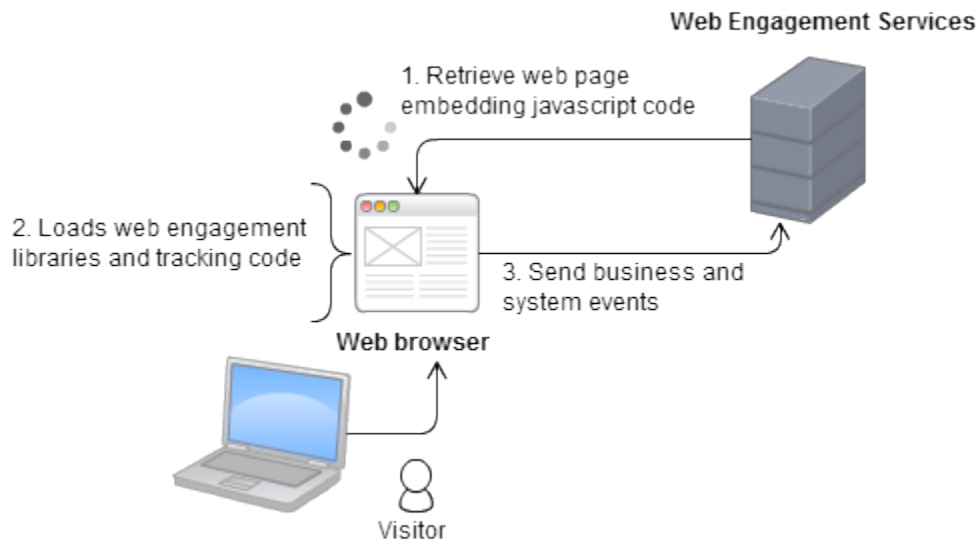 Web Engagement Services
1. Retrieve web page
embedding javascript code
2. Loads web engagement
libraries and tracking code
3. Send business and
system events
Web browser
Visitor